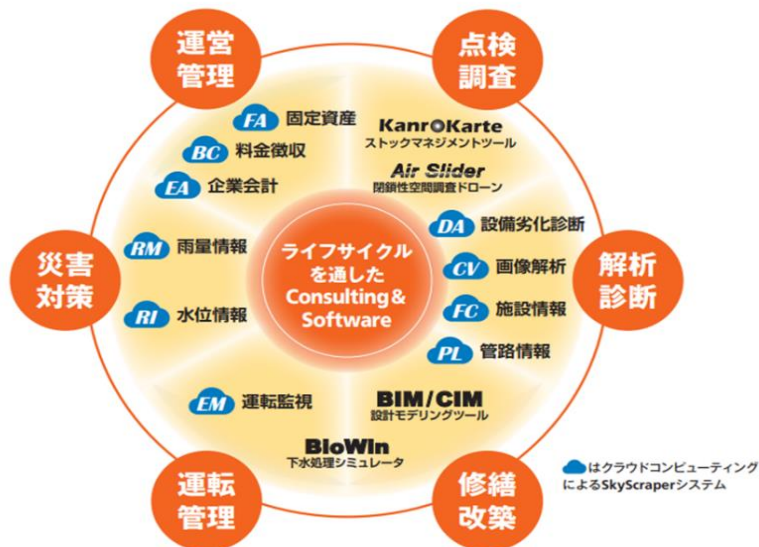 運営
管理
点検
調査
FA 固定資産
BC 料金徴収
EA 企業会計
KanroKarte
ストックマネジメントツール
Air Slider
閉鎖性空間調査ドローン
災害
対策
RM 雨量情報
RI 水位情報
ライフサイクル
を通した
Consulting&
Software
DA 設備劣化診断
CV 画像解析
FC 施設情報
PL 管路情報
解析
診断
EM 運転監視
BioWin
下水処理シミュレータ
BIM/CIM
設計モデリングツール
運転
管理
修繕
改築
はクラウドコンピューティング
によるSkyScraperシステム